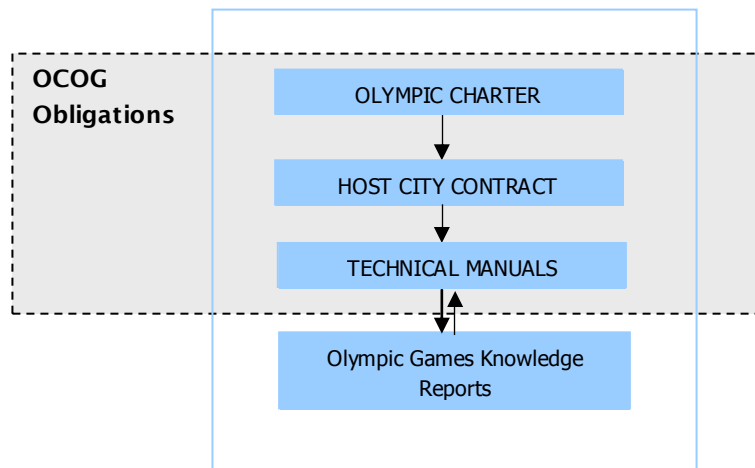 OCOG
Obligations
OLYMPIC CHARTER
HOST CITY CONTRACT
TECHNICAL MANUALS
Olympic Games Knowledge
Reports